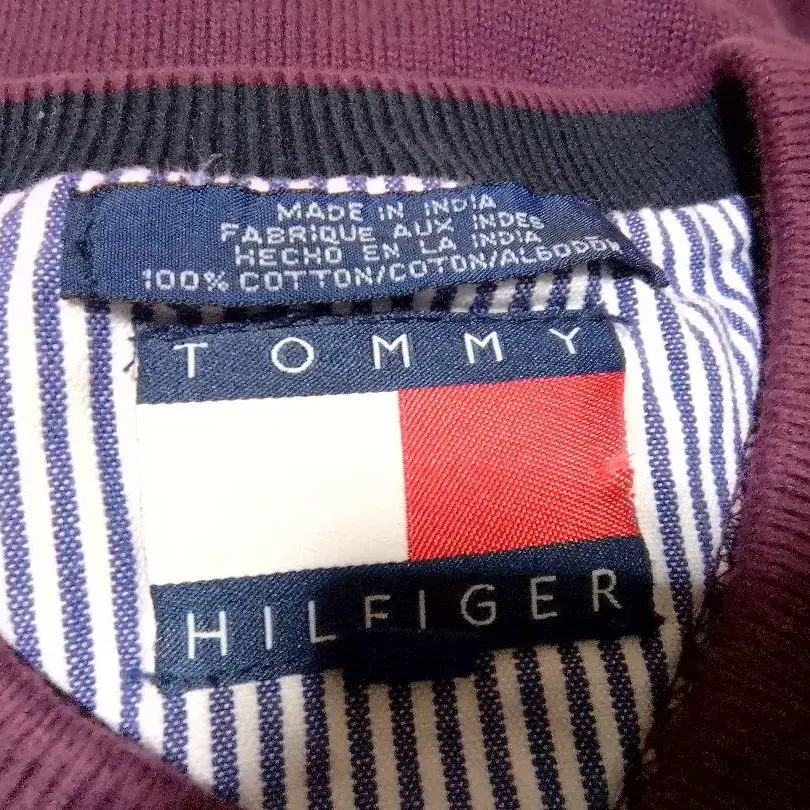 MADE IN INDIA
FABRIQUE AUX INDES
HECHO EN LA INDIA
100% COTTON/COTON/ALGODON
TOMMY
HILFIGER